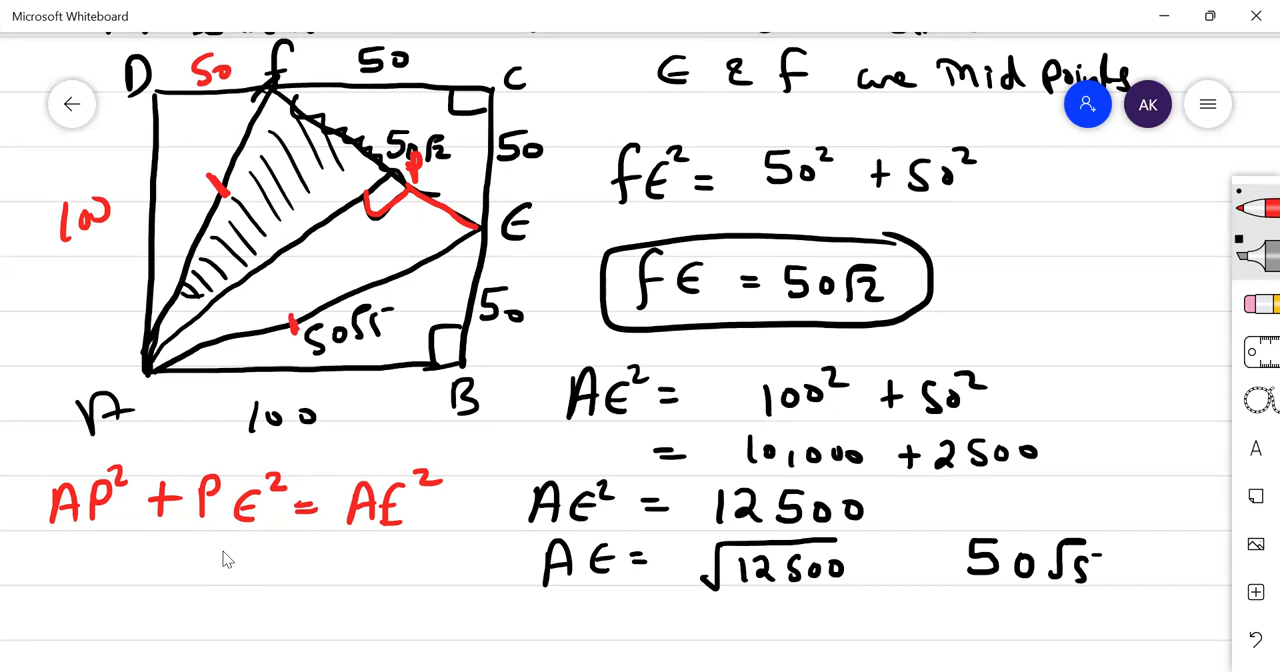 Microsoft Whiteboard
D 50 f 50 C
E & f are Mid points
AK
50√2 P 50
fE² = 50² + 50²
100
E
fE = 50√2
50√5 50
A 100 B
AE² = 100² + 50²
= 10,000 + 2500
AP² + PE² = AE²
AE² = 12500
AE = √12500 50√5
A